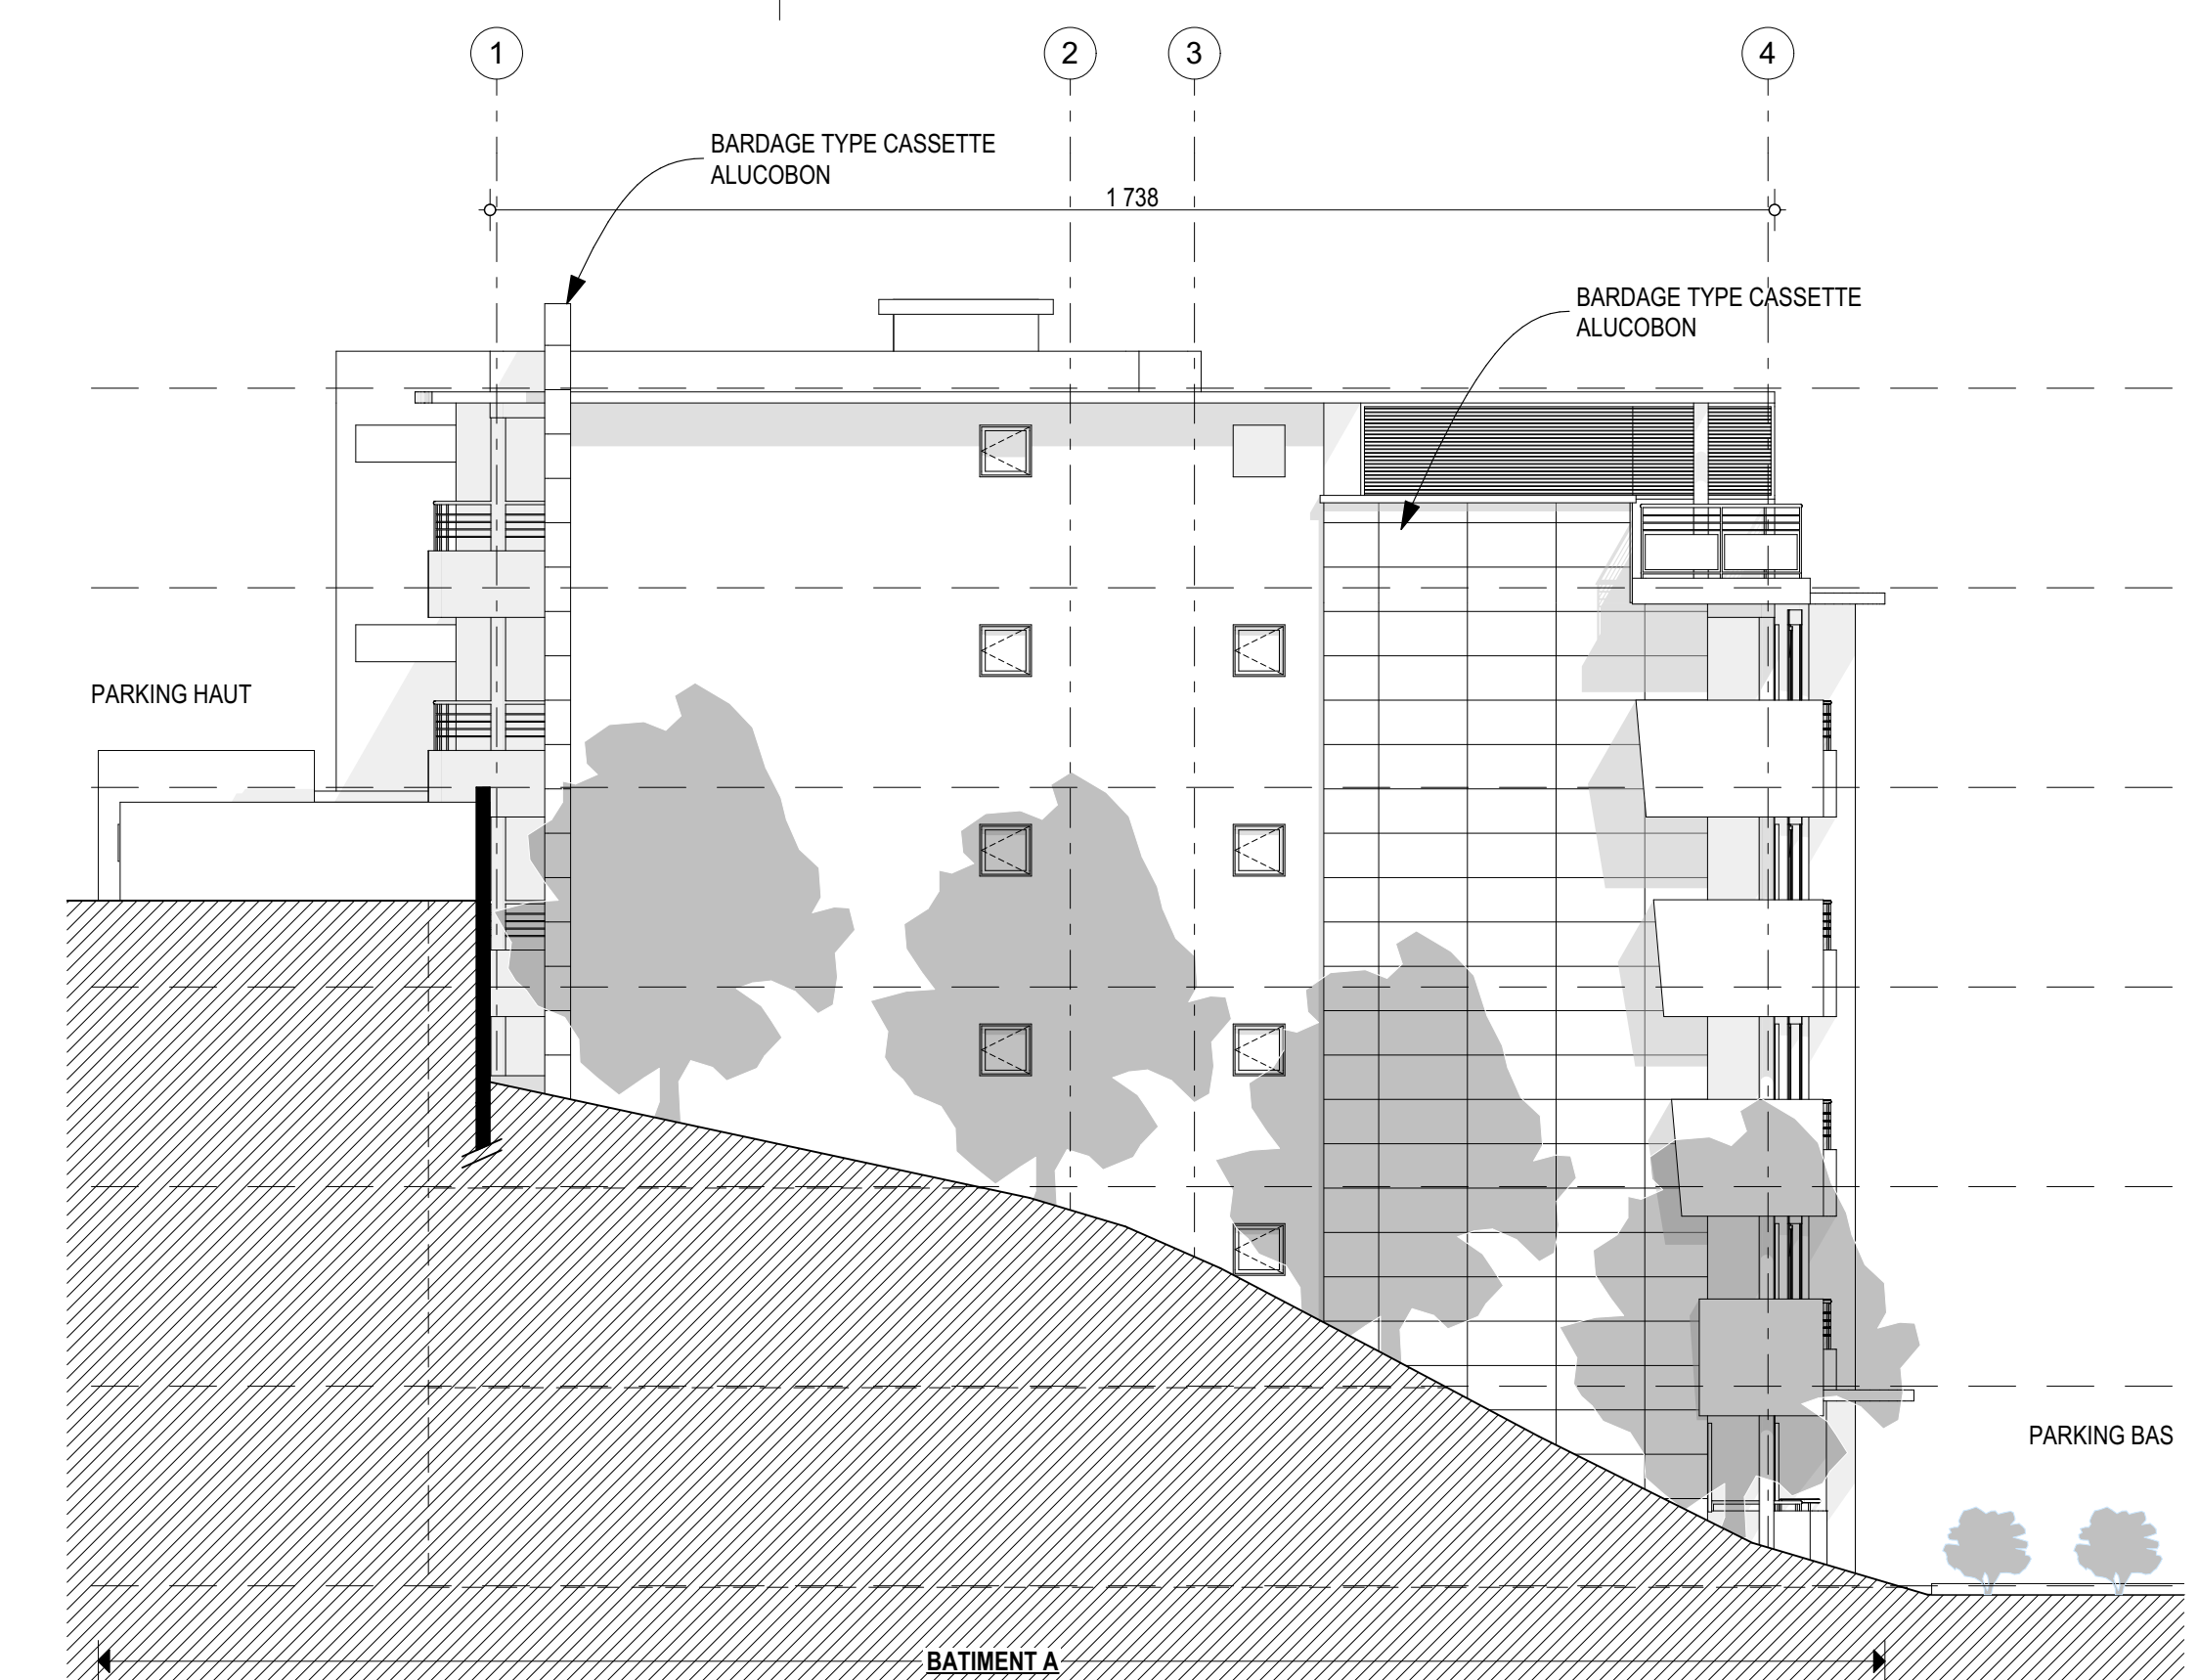 1
2
3
4
BARDAGE TYPE CASSETTE
ALUCOBON
1 738
BARDAGE TYPE CASSETTE
ALUCOBON
PARKING HAUT
PARKING BAS
BATIMENT A